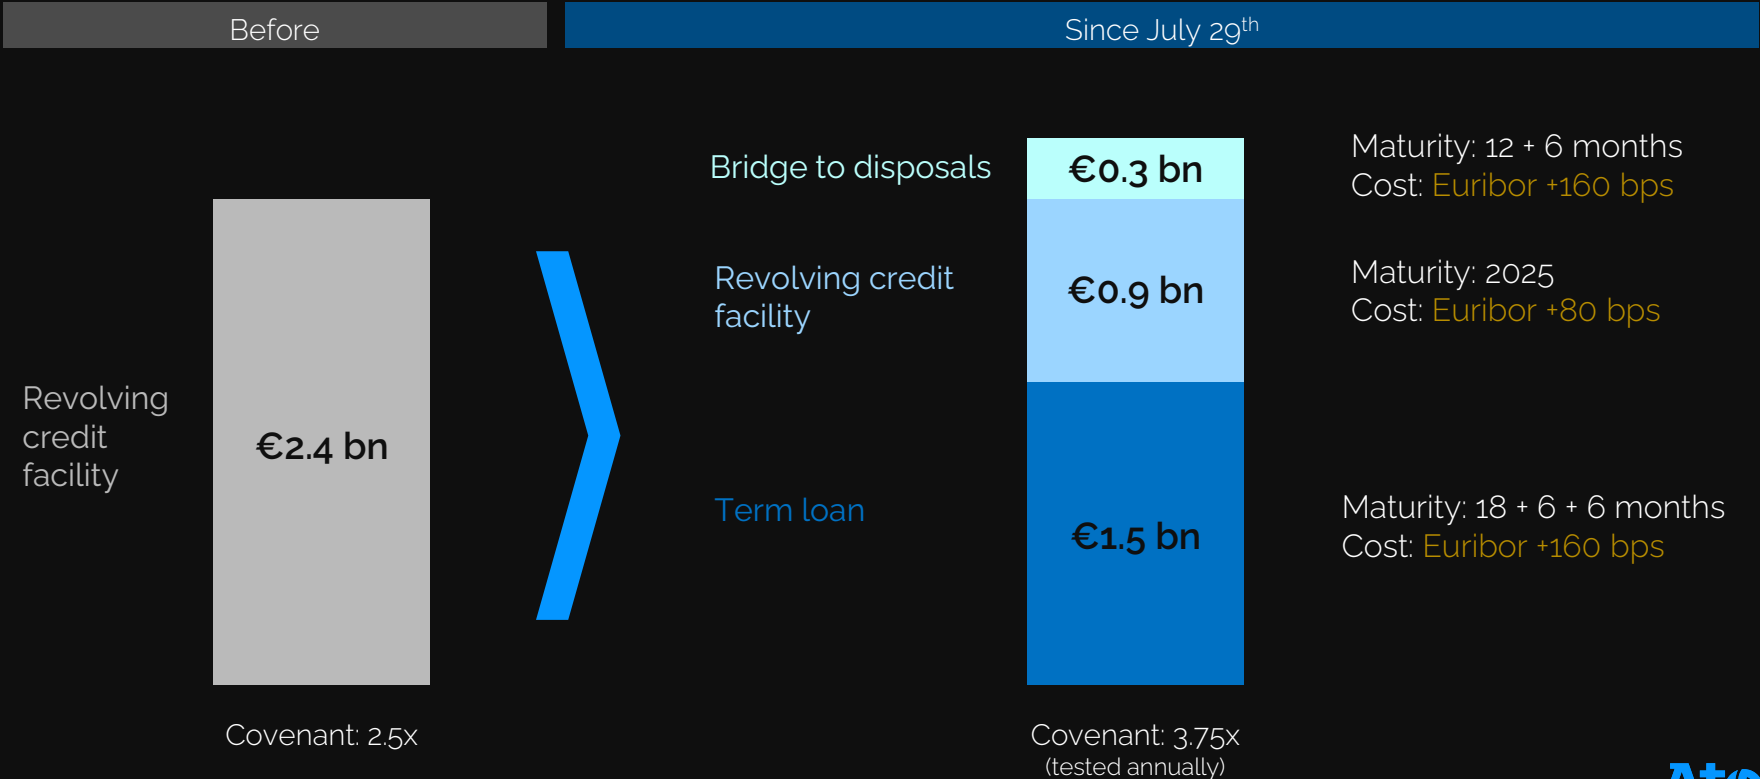 Before
Since July 29th
Revolving
credit
facility
€2.4 bn
Covenant: 2.5x
Bridge to disposals
€0.3 bn
Maturity: 12 + 6 months
Cost: Euribor +160 bps
Revolving credit
facility
€0.9 bn
Maturity: 2025
Cost: Euribor +80 bps
Term loan
€1.5 bn
Maturity: 18 + 6 + 6 months
Cost: Euribor +160 bps
Covenant: 3.75x
(tested annually)